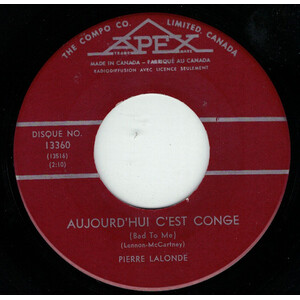 THE COMPO CO. LIMITED, CANADA
APEX
MADE IN CANADA - FABRIQUÉ AU CANADA
RADIODIFFUSION AVEC LICENCE SEULEMENT
DISQUE NO.
13360
(13516)
(2:10)
AUJOURD'HUI C'EST CONGE
(Bad To Me)
(Lennon-McCartney)
PIERRE LALONDE